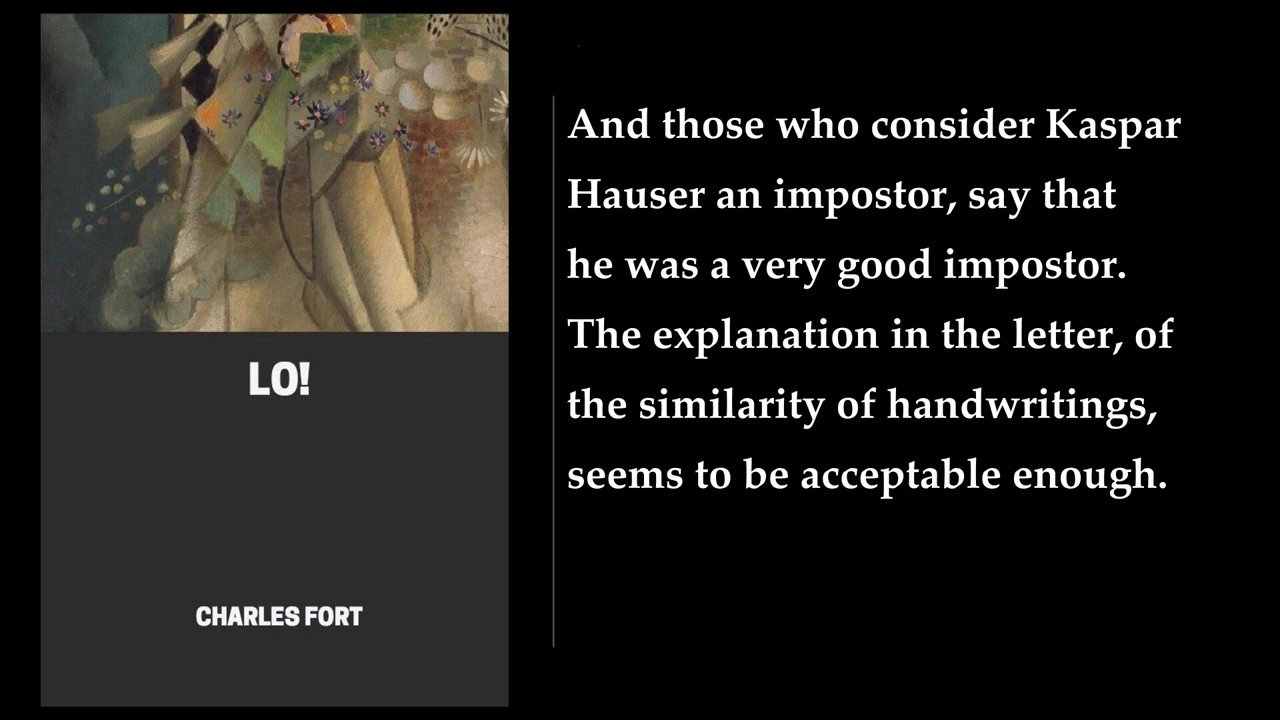 LO!
CHARLES FORT
And those who consider Kaspar
Hauser an impostor, say that
he was a very good impostor.
The explanation in the letter, of
the similarity of handwritings,
seems to be acceptable enough.